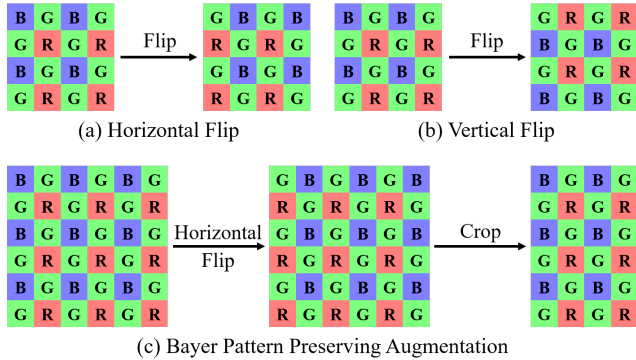 B G B G
G R G R
B G B G
G R G R
Flip
G B G B
R G R G
G B G B
R G R G
(a) Horizontal Flip
B G B G
G R G R
B G B G
G R G R
Flip
G R G R
B G B G
G R G R
B G B G
(b) Vertical Flip
B G B G B G
G R G R G R
B G B G B G
G R G R G R
B G B G B G
G R G R G R
Horizontal
Flip
G B G B G B
R G R G R G
G B G B G B
R G R G R G
G B G B G B
R G R G R G
Crop
B G B G
G R G R
B G B G
G R G R
B G B G
G R G R
(c) Bayer Pattern Preserving Augmentation